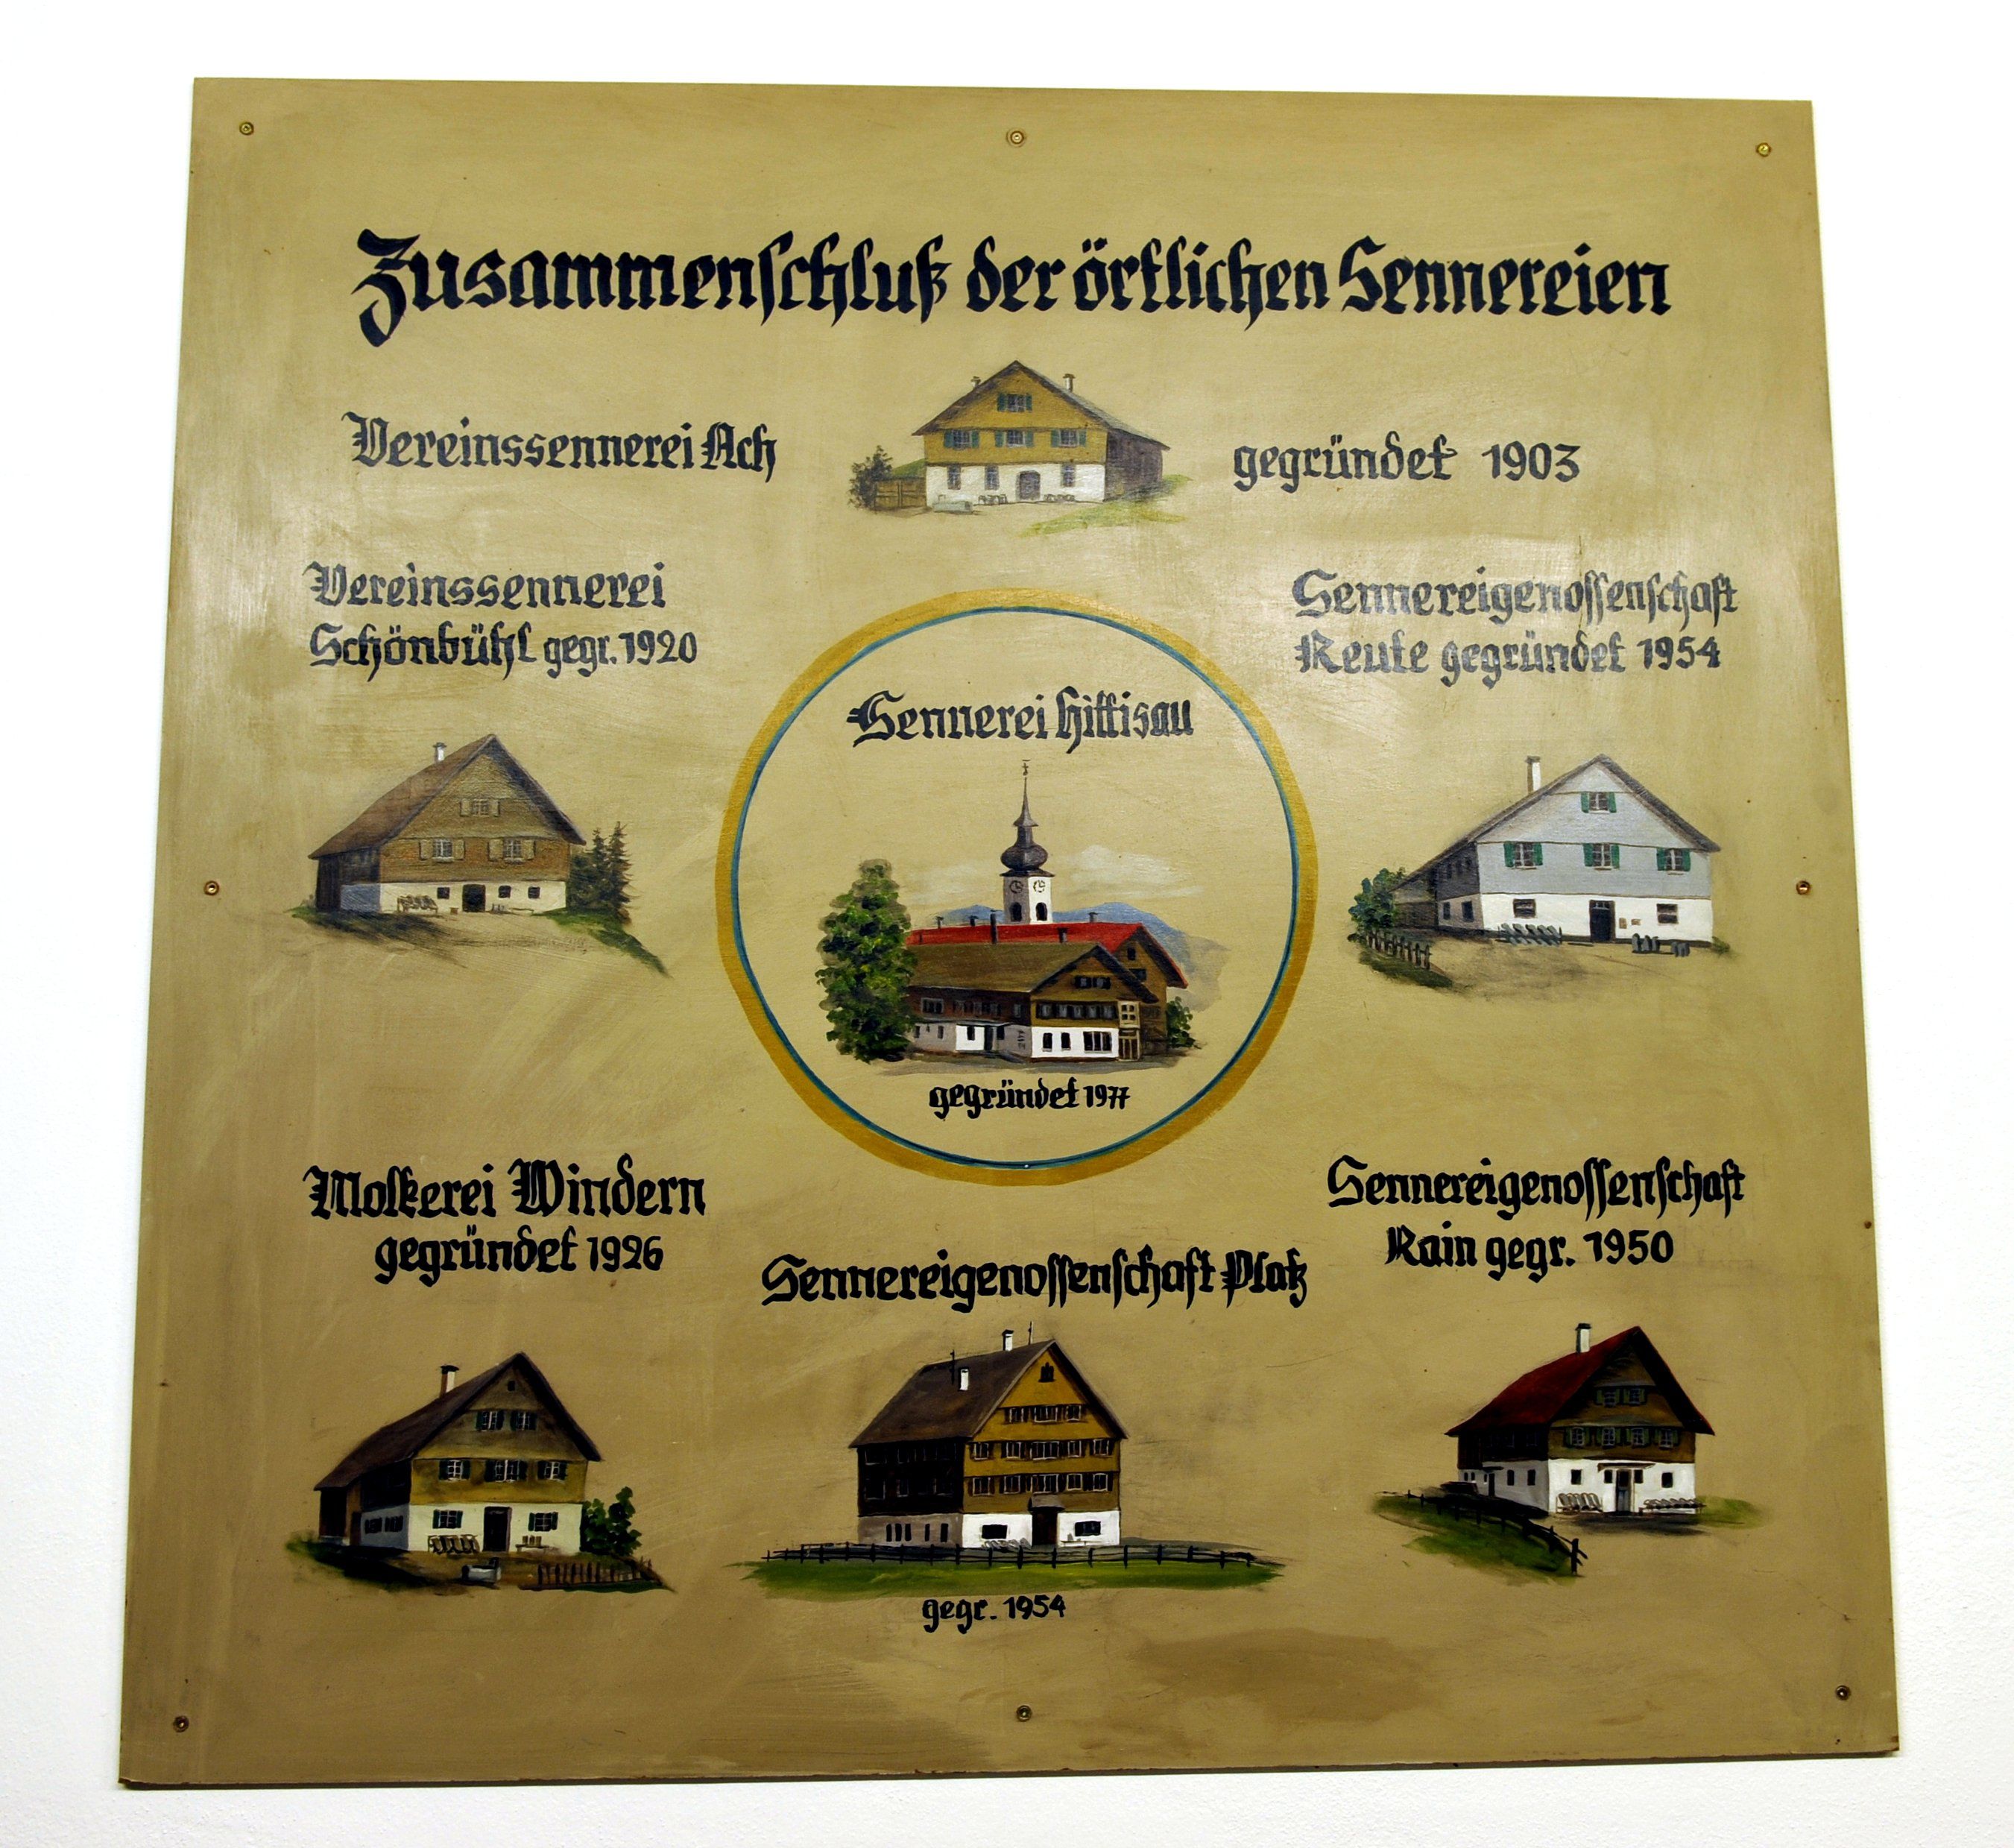 Zusammenschluß der örtlichen Sennereien
Vereinssennerei Ach
gegründet 1903
Vereinssennerei
Schönbühl gegr. 1920
Sennereigenossenschaft
Reute gegründet 1954
Sennerei Hittisau
gegründet 1977
Molkerei Windern
gegründet 1926
Sennereigenossenschaft Platz
gegr. 1954
Sennereigenossenschaft
Rain gegr. 1950